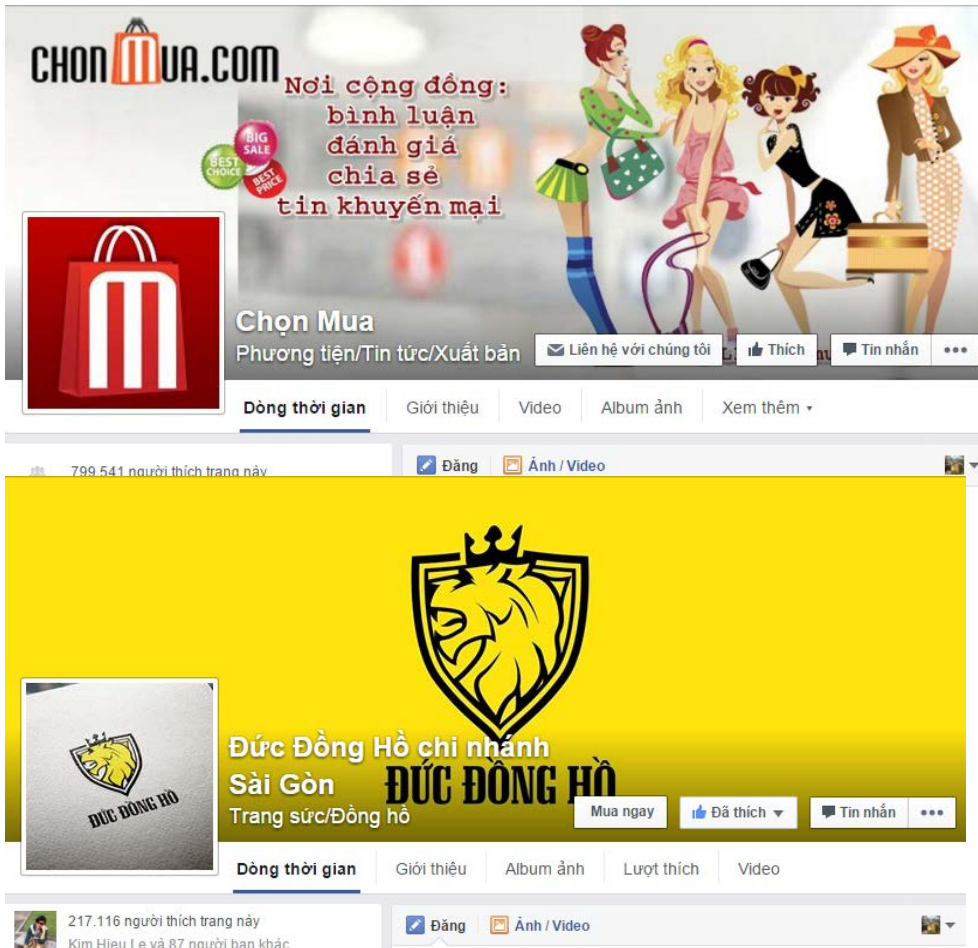 CHONMUA.COM
Nơi cộng đồng:
bình luận
đánh giá
chia sẻ
tin khuyến mại
BIG
SALE
BEST
CHOICE
BEST
PRICE
Chọn Mua
Phương tiện/Tin tức/Xuất bản
Liên hệ với chúng tôi
Thích
Tin nhắn
Dòng thời gian
Giới thiệu
Video
Album ảnh
Xem thêm
799.541 người thích trang này
Đăng
Ảnh / Video
Đức Đồng Hồ chi nhánh
Sài Gòn
Trang sức/Đồng hồ
ĐỨC ĐỒNG HỒ
ĐỨC ĐỒNG HỒ
Mua ngay
Đã thích
Tin nhắn
Dòng thời gian
Giới thiệu
Album ảnh
Lượt thích
Video
217.116 người thích trang này
Kim Hieu Le và 87 người bạn khác
Đăng
Ảnh / Video